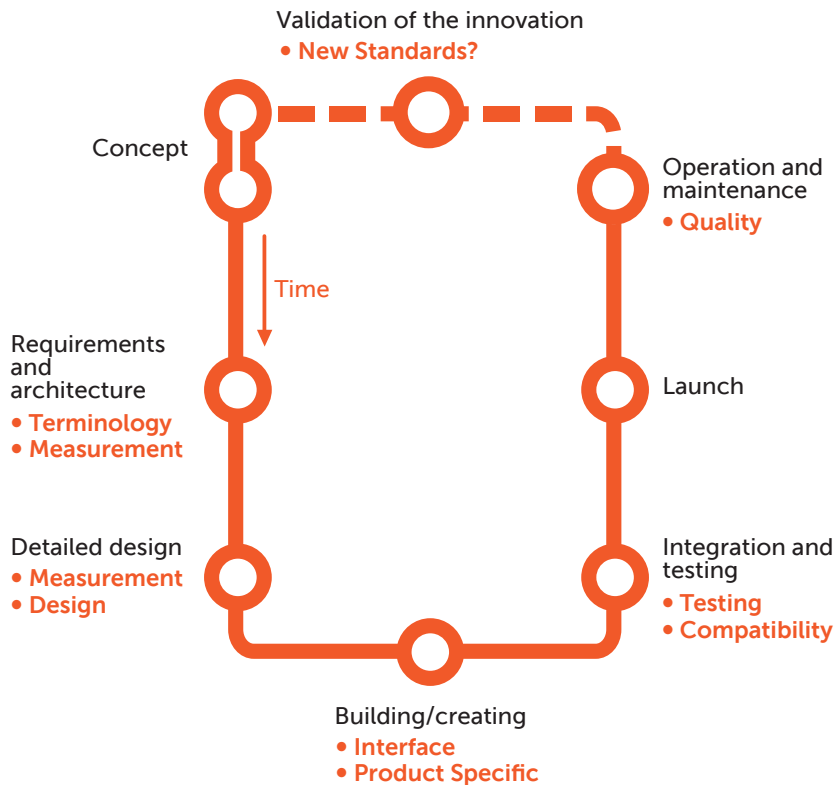 Validation of the innovation
• New Standards?
Concept
Operation and
maintenance
• Quality
Time
Requirements
and
architecture
• Terminology
• Measurement
Launch
Detailed design
• Measurement
• Design
Integration and
testing
• Testing
• Compatibility
Building/creating
• Interface
• Product Specific